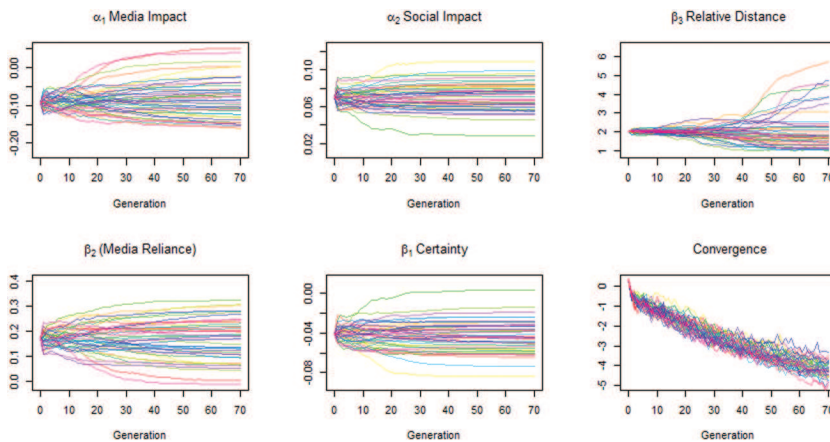 α1 Media Impact
0.00
-0.10
-0.20
0 10 20 30 40 50 60 70
Generation
α2 Social Impact
0.10
0.06
0.02
0 10 20 30 40 50 60 70
Generation
β3 Relative Distance
6
5
4
3
2
1
0 10 20 30 40 50 60 70
Generation
β2 (Media Reliance)
0.4
0.3
0.2
0.1
0.0
0 10 20 30 40 50 60 70
Generation
β1 Certainty
0.00
-0.04
-0.08
0 10 20 30 40 50 60 70
Generation
Convergence
0
-1
-2
-3
-4
-5
0 10 20 30 40 50 60 70
Generation